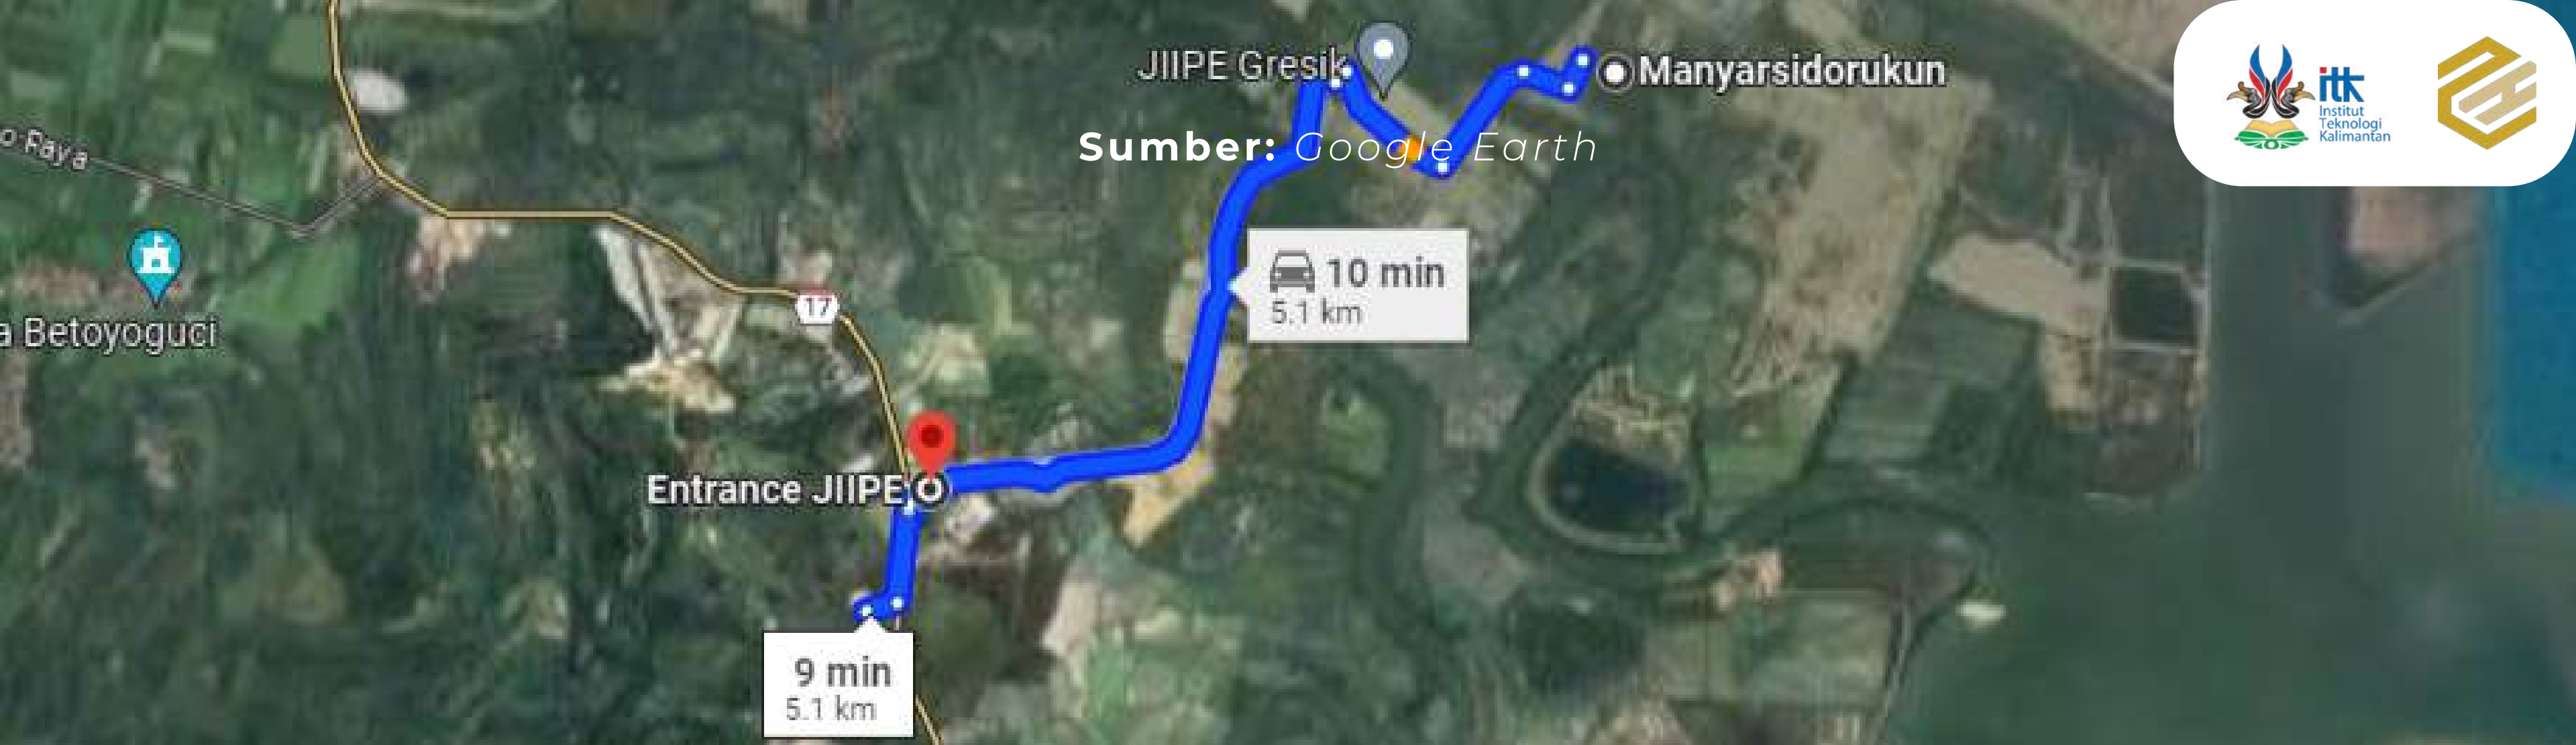 JIIPE Gresik
Manyarsidorukun
itk
Institut
Teknologi
Kalimantan
Sumber: Google Earth
o Raya
10 min
5.1 km
17
a Betoyoguci
Entrance JIIPE
9 min
5.1 km